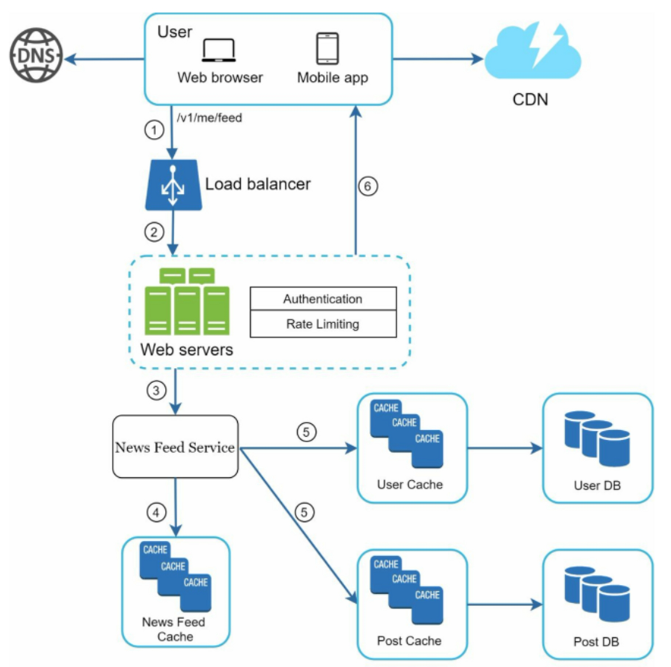 User
DNS
Web browser
Mobile app
CDN
1
/v1/me/feed
Load balancer
6
2
Authentication
Rate Limiting
Web servers
3
News Feed Service
5
CACHE
CACHE
CACHE
User Cache
User DB
4
5
CACHE
CACHE
CACHE
News Feed
Cache
CACHE
CACHE
CACHE
Post Cache
Post DB